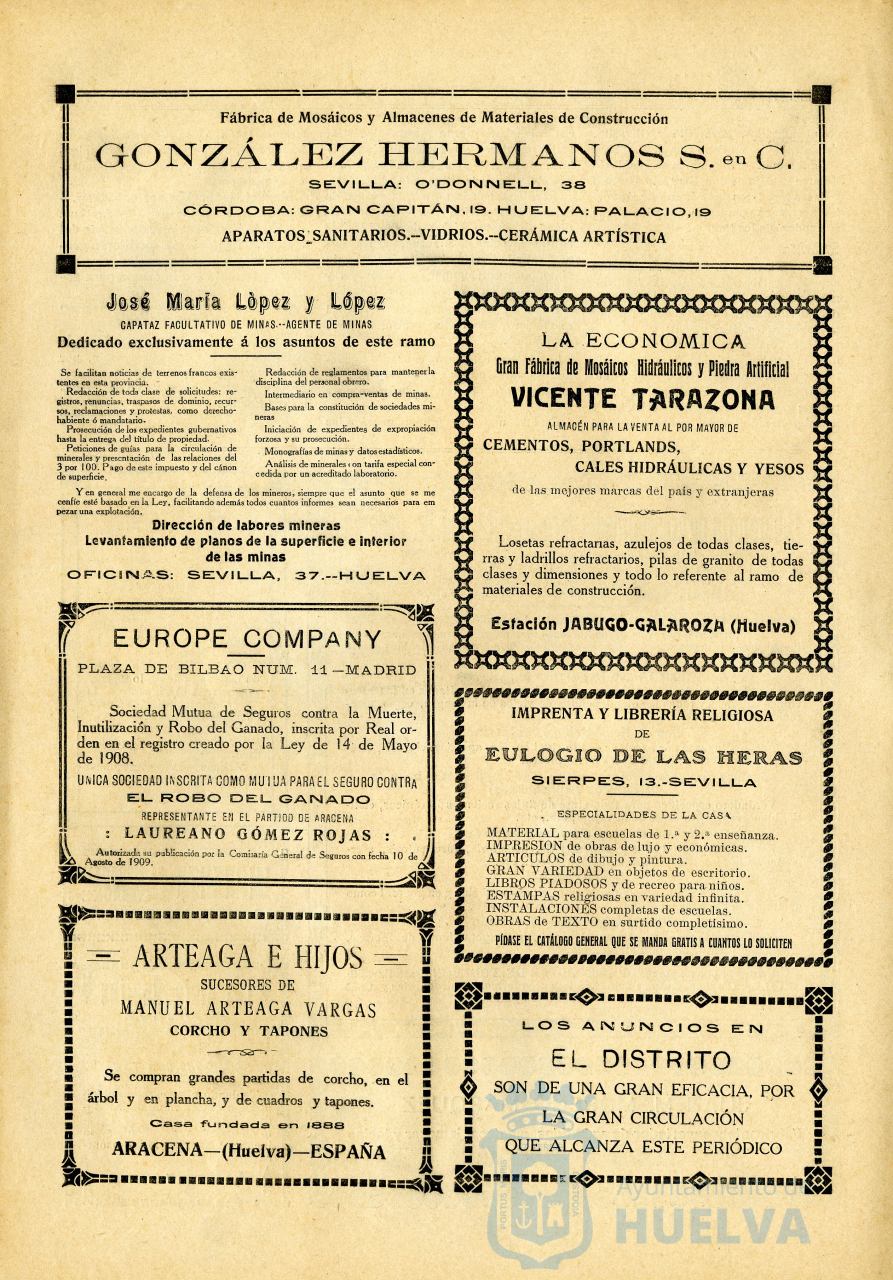 Fábrica de Mosáicos y Almacenes de Materiales de Construcción
GONZÁLEZ HERMANOS S. en C.
SEVILLA: O'DONNELL, 38
CÓRDOBA: GRAN CAPITÁN, 19. HUELVA: PALACIO, 19
APARATOS SANITARIOS.--VIDRIOS.--CERÁMICA ARTÍSTICA
José María Lòpez y López
CAPATAZ FACULTATIVO DE MINAS.--AGENTE DE MINAS
Dedicado exclusivamente á los asuntos de este ramo
Se facilitan noticias de terrenos francos exis-
tentes en esta provincia.
Redacción de toda clase de solicitudes: re-
gistros, renuncias, traspasos de dominio, recur-
sos, reclamaciones y protestas, como derecho-
habiente ó mandatario.
Prosecución de los expedientes gubernativos
hasta la entrega del título de propiedad.
Peticiones de guías para la circulación de
minerales y presentación de las relaciones del
3 por 100. Pago de este impuesto y del cánon
de superficie.
Redacción de reglamentos para mantener la
disciplina del personal obrero.
Intermediario en compra-ventas de minas.
Bases para la constitución de sociedades mi-
neras
Iniciación de expedientes de expropiación
forzosa y su prosecución.
Monografías de minas y datos estadísticos.
Análisis de minerales con tarifa especial con-
cedida por un acreditado laboratorio.
Y en general me encargo de la defensa de los mineros, siempre que el asunto que se me
confíe esté basado en la Ley, facilitando además todos cuantos informes sean necesarios para em
pezar una explotación.
Dirección de labores mineras
Levantamiento de planos de la superficie e interior
de las minas
OFICINAS: SEVILLA, 37.--HUELVA
EUROPE COMPANY
PLAZA DE BILBAO NUM. 11—MADRID
Sociedad Mutua de Seguros contra la Muerte,
Inutilización y Robo del Ganado, inscrita por Real or-
den en el registro creado por la Ley de 14 de Mayo
de 1908.
UNICA SOCIEDAD INSCRITA COMO MUTUA PARA EL SEGURO CONTRA
EL ROBO DEL GANADO
REPRESENTANTE EN EL PARTIDO DE ARACENA
: LAUREANO GÓMEZ ROJAS :
Autorizada su publicación por la Comisaría General de Seguros con fecha 10 de
Agosto de 1909.
ARTEAGA E HIJOS
SUCESORES DE
MANUEL ARTEAGA VARGAS
CORCHO Y TAPONES
Se compran grandes partidas de corcho, en el
árbol y en plancha, y de cuadros y tapones.
Casa fundada en 1888
ARACENA—(Huelva)—ESPAÑA
LA ECONOMICA
Gran Fábrica de Mosáicos Hidráulicos y Piedra Artificial
VICENTE TARAZONA
ALMACÉN PARA LA VENTA AL POR MAYOR DE
CEMENTOS, PORTLANDS,
CALES HIDRÁULICAS Y YESOS
de las mejores marcas del país y extranjeras
Losetas refractarias, azulejos de todas clases, tie-
rras y ladrillos refractarios, pilas de granito de todas
clases y dimensiones y todo lo referente al ramo de
materiales de construcción.
Estación JABUGO-GALAROZA (Huelva)
IMPRENTA Y LIBRERÍA RELIGIOSA
DE
EULOGIO DE LAS HERAS
SIERPES, 13.-SEVILLA
ESPECIALIDADES DE LA CASA
MATERIAL para escuelas de 1.ª y 2.ª enseñanza.
IMPRESION de obras de lujo y económicas.
ARTICULOS de dibujo y pintura.
GRAN VARIEDAD en objetos de escritorio.
LIBROS PIADOSOS y de recreo para niños.
ESTAMPAS religiosas en variedad infinita.
INSTALACIONES completas de escuelas.
OBRAS de TEXTO en surtido completísimo.
PÍDASE EL CATÁLOGO GENERAL QUE SE MANDA GRATIS A CUANTOS LO SOLICITEN
LOS ANUNCIOS EN
EL DISTRITO
SON DE UNA GRAN EFICACIA, POR
LA GRAN CIRCULACIÓN
QUE ALCANZA ESTE PERIÓDICO
Ayuntamiento de
HUELVA